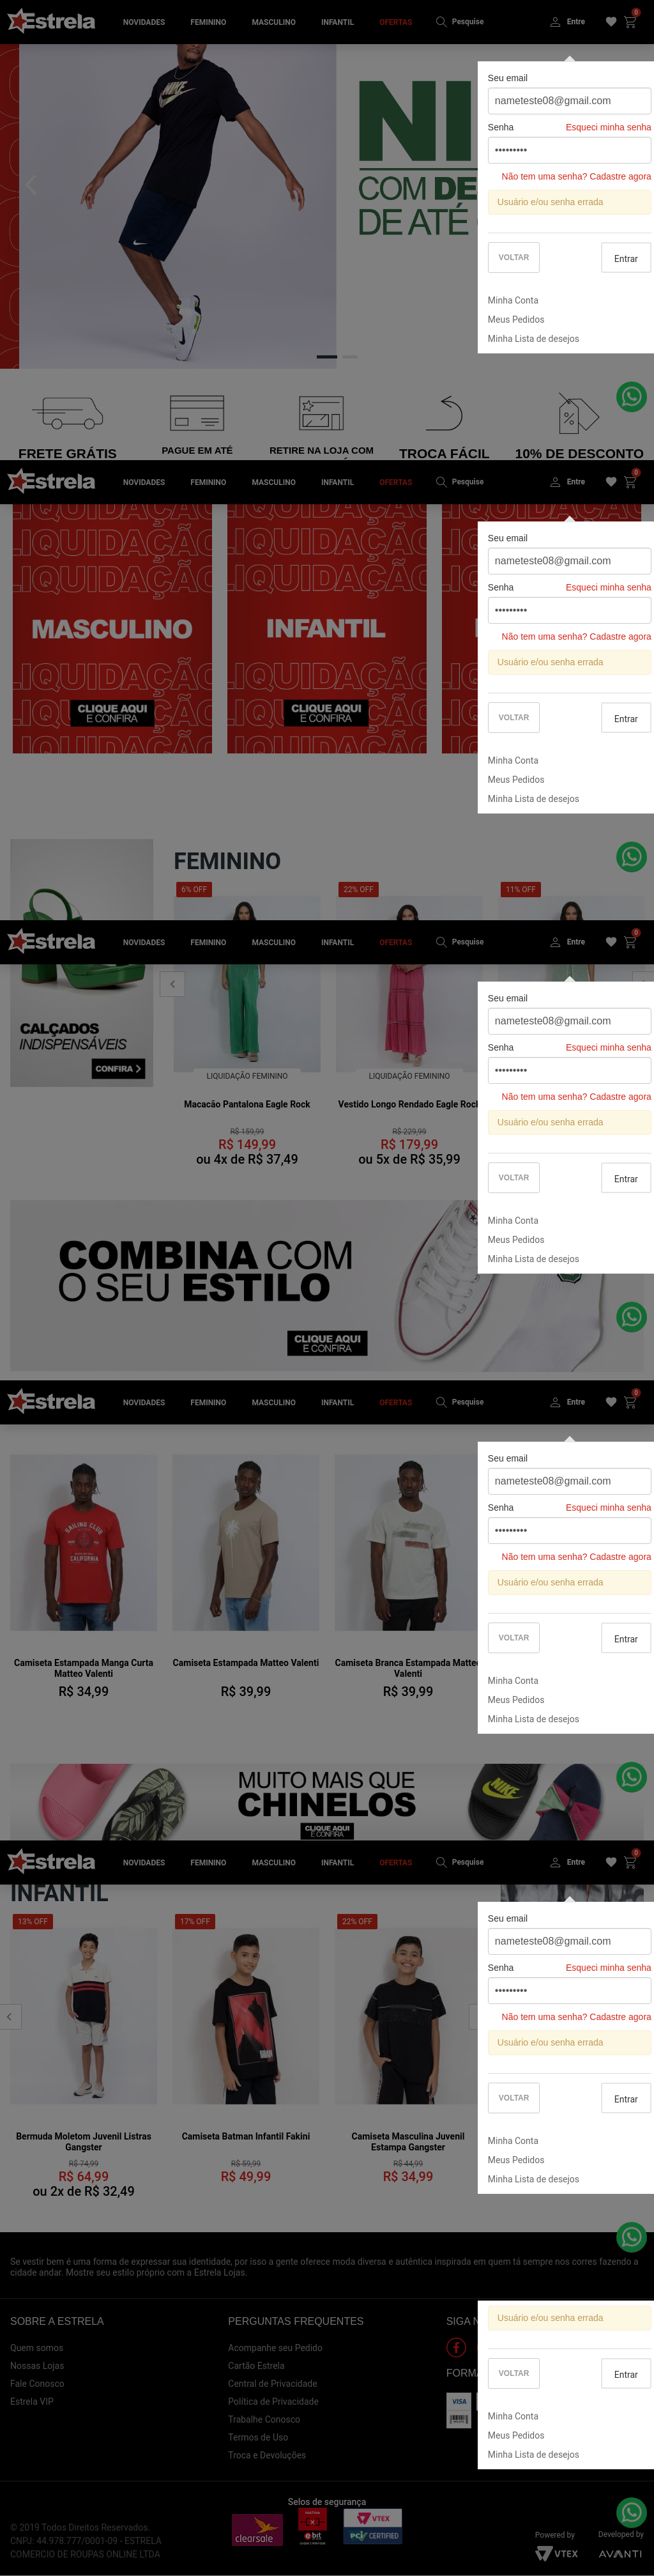 Estrela
NOVIDADES FEMININO MASCULINO INFANTIL OFERTAS Pesquise Entre 0
Seu email
nameteste08@gmail.com
Senha Esqueci minha senha
•••••••••
Não tem uma senha? Cadastre agora
Usuário e/ou senha errada
VOLTAR Entrar
Minha Conta
Meus Pedidos
Minha Lista de desejos
COM
DE ATÉ
FRETE GRÁTIS
PAGUE EM ATÉ
RETIRE NA LOJA COM
TROCA FÁCIL
10% DE DESCONTO
Estrela
NOVIDADES FEMININO MASCULINO INFANTIL OFERTAS Pesquise Entre 0
Seu email
nameteste08@gmail.com
Senha Esqueci minha senha
•••••••••
Não tem uma senha? Cadastre agora
Usuário e/ou senha errada
VOLTAR Entrar
Minha Conta
Meus Pedidos
Minha Lista de desejos
MASCULINO
CLIQUE AQUI
E CONFIRA
INFANTIL
CLIQUE AQUI
E CONFIRA
FEMININO
6% OFF
22% OFF
11% OFF
Estrela
NOVIDADES FEMININO MASCULINO INFANTIL OFERTAS Pesquise Entre 0
Seu email
nameteste08@gmail.com
Senha Esqueci minha senha
•••••••••
Não tem uma senha? Cadastre agora
Usuário e/ou senha errada
VOLTAR Entrar
Minha Conta
Meus Pedidos
Minha Lista de desejos
CALÇADOS
INDISPENSÁVEIS
CONFIRA
LIQUIDAÇÃO FEMININO
Macacão Pantalona Eagle Rock
R$ 159,99
R$ 149,99
ou 4x de R$ 37,49
LIQUIDAÇÃO FEMININO
Vestido Longo Rendado Eagle Rock
R$ 229,99
R$ 179,99
ou 5x de R$ 35,99
COMBINA COM
O SEU ESTILO
CLIQUE AQUI
E CONFIRA
Estrela
NOVIDADES FEMININO MASCULINO INFANTIL OFERTAS Pesquise Entre 0
Seu email
nameteste08@gmail.com
Senha Esqueci minha senha
•••••••••
Não tem uma senha? Cadastre agora
Usuário e/ou senha errada
VOLTAR Entrar
Minha Conta
Meus Pedidos
Minha Lista de desejos
SAILING CLUB
CALIFORNIA
Camiseta Estampada Manga Curta
Matteo Valenti
R$ 34,99
Camiseta Estampada Matteo Valenti
R$ 39,99
Camiseta Branca Estampada Matteo
Valenti
R$ 39,99
MUITO MAIS QUE
CHINELOS
CLIQUE AQUI
E CONFIRA
Estrela
NOVIDADES FEMININO MASCULINO INFANTIL OFERTAS Pesquise Entre 0
Seu email
nameteste08@gmail.com
Senha Esqueci minha senha
•••••••••
Não tem uma senha? Cadastre agora
Usuário e/ou senha errada
VOLTAR Entrar
Minha Conta
Meus Pedidos
Minha Lista de desejos
INFANTIL
13% OFF
17% OFF
22% OFF
Bermuda Moletom Juvenil Listras
Gangster
R$ 74,99
R$ 64,99
ou 2x de R$ 32,49
Camiseta Batman Infantil Fakini
R$ 59,99
R$ 49,99
Camiseta Masculina Juvenil
Estampa Gangster
R$ 44,99
R$ 34,99
Se vestir bem é uma forma de expressar sua identidade, por isso a gente oferece moda diversa e autêntica inspirada em quem tá sempre nos corres fazendo a
cidade andar. Mostre seu estilo próprio com a Estrela Lojas.
SOBRE A ESTRELA
Quem somos
Nossas Lojas
Fale Conosco
Estrela VIP
PERGUNTAS FREQUENTES
Acompanhe seu Pedido
Cartão Estrela
Central de Privacidade
Política de Privacidade
Trabalhe Conosco
Termos de Uso
Troca e Devoluções
SIGA
VISA
Usuário e/ou senha errada
VOLTAR Entrar
Minha Conta
Meus Pedidos
Minha Lista de desejos
Selos de segurança
clearsale
ebit
VTEX
PCI CERTIFIED
© 2019 Todos Direitos Reservados.
CNPJ: 44.978.777/0001-09 - ESTRELA
COMERCIO DE ROUPAS ONLINE LTDA
Powered by
VTEX
Developed by
AVANTI